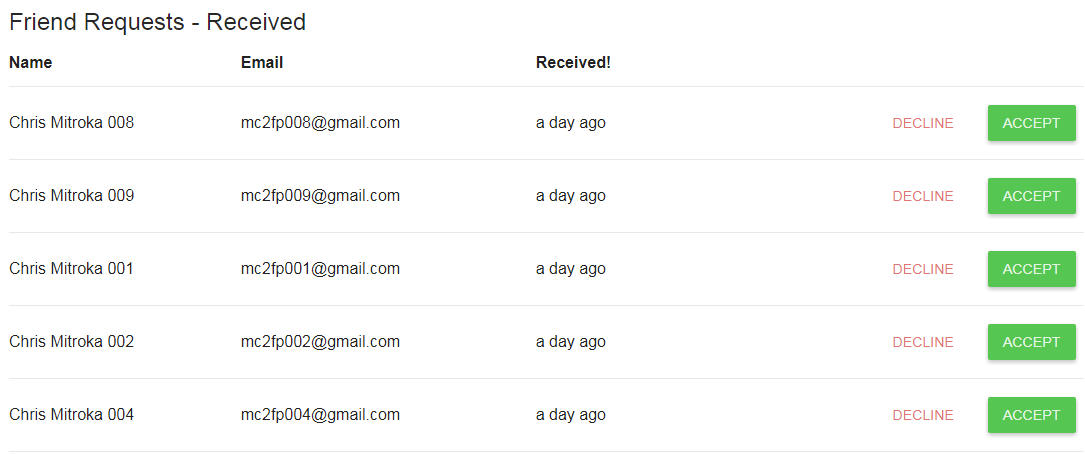 Friend Requests - Received
Name Email Received!
Chris Mitroka 008 mc2fp008@gmail.com a day ago DECLINE ACCEPT
Chris Mitroka 009 mc2fp009@gmail.com a day ago DECLINE ACCEPT
Chris Mitroka 001 mc2fp001@gmail.com a day ago DECLINE ACCEPT
Chris Mitroka 002 mc2fp002@gmail.com a day ago DECLINE ACCEPT
Chris Mitroka 004 mc2fp004@gmail.com a day ago DECLINE ACCEPT